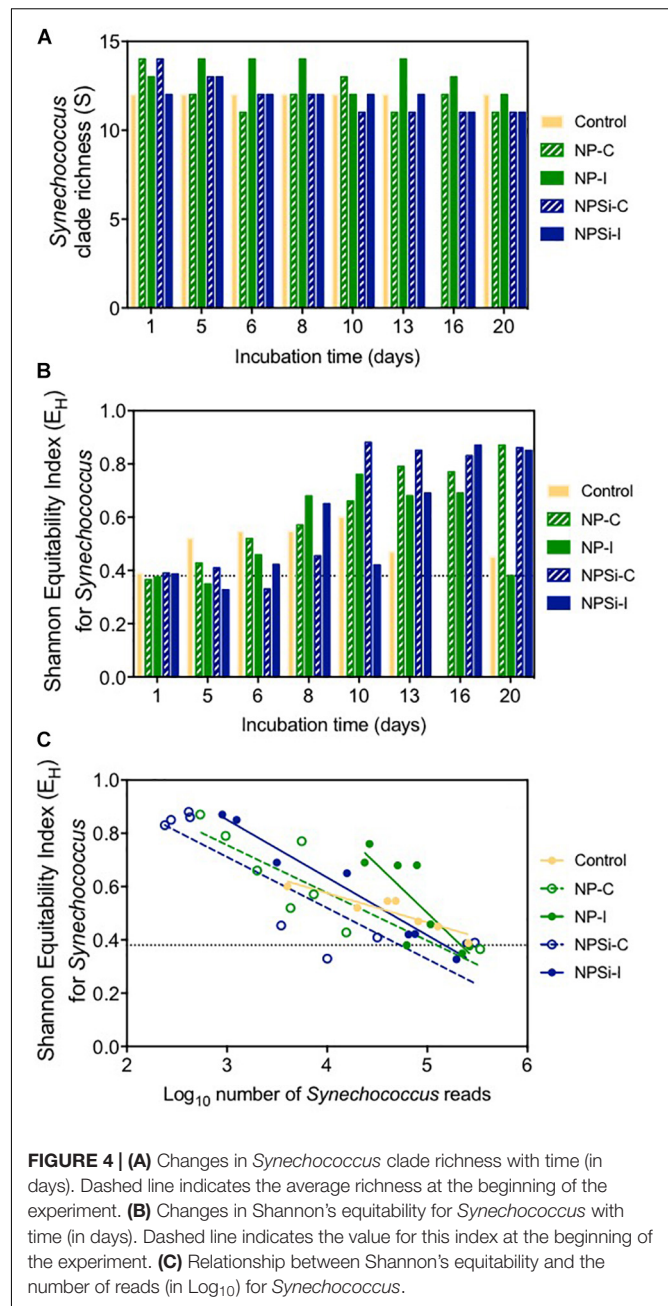 A
15
10
5
0
Synechococcus
clade richness (S)
1 5 6 8 10 13 16 20
Incubation time (days)
Control
NP-C
NP-I
NPSi-C
NPSi-I
B
1.0
0.8
0.6
0.4
0.2
0.0
Shannon Equitability Index (E_H)
for Synechococcus
1 5 6 8 10 13 16 20
Incubation time (days)
Control
NP-C
NP-I
NPSi-C
NPSi-I
C
1.0
0.8
0.6
0.4
0.2
0.0
Shannon Equitability Index (E_H)
for Synechococcus
2 3 4 5 6
Log₁₀ number of Synechococcus reads
Control
NP-C
NP-I
NPSi-C
NPSi-I
FIGURE 4 | (A) Changes in Synechococcus clade richness with time (in
days). Dashed line indicates the average richness at the beginning of the
experiment. (B) Changes in Shannon's equitability for Synechococcus with
time (in days). Dashed line indicates the value for this index at the beginning of
the experiment. (C) Relationship between Shannon's equitability and the
number of reads (in Log₁₀) for Synechococcus.